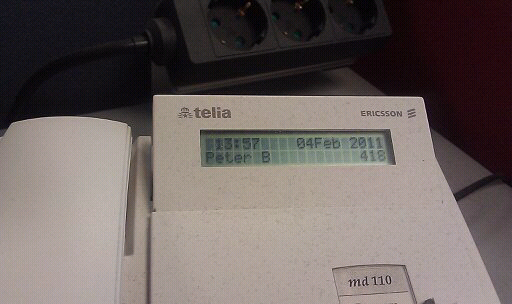 telia
ERICSSON
13:57 04Feb 2011
Peter B 418
md 110